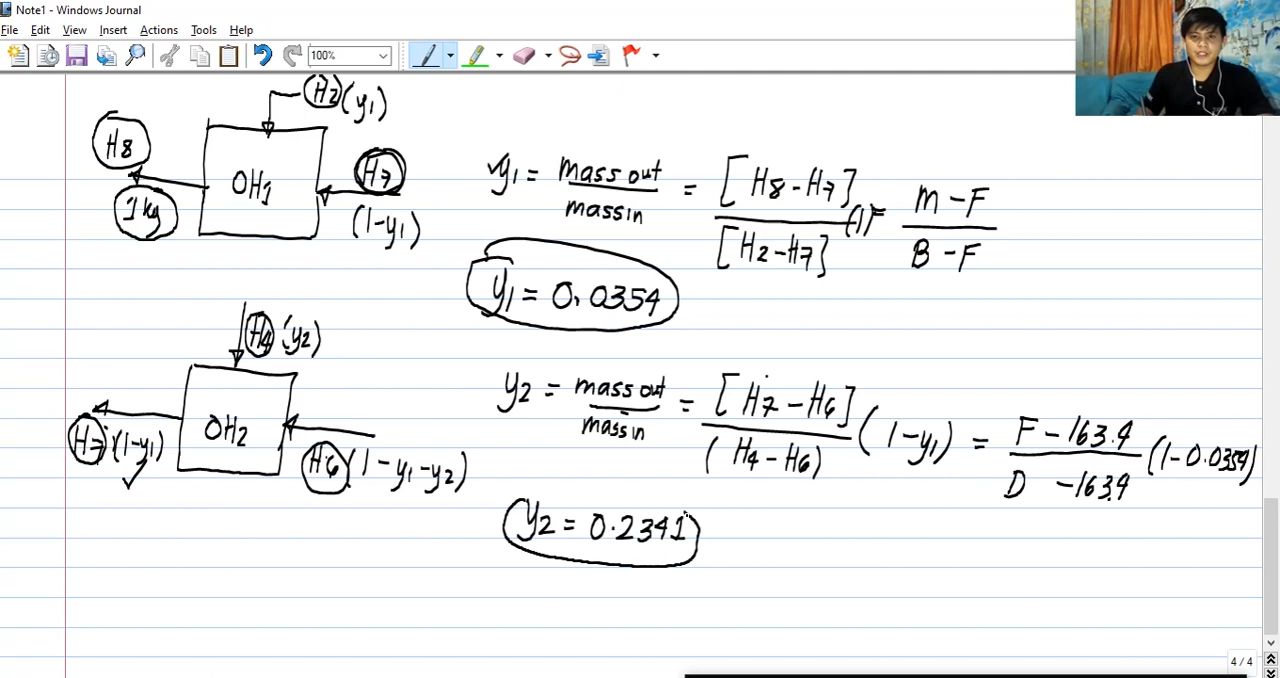 Note1 - Windows Journal
File Edit View Insert Actions Tools Help
100%
H2 (y1)
H8
OH1
H7
1 kg
(1-y1)
y1 = mass out / mass in = [H8-H7] / [H2-H7] (1) = M-F / B-F
y1 = 0.0354
H4 (y2)
OH2
H7 (1-y1)
H6 (1-y1-y2)
y2 = mass out / mass in = [H7-H6] / (H4-H6) (1-y1) = F-163.4 / D-163.4 (1-0.0354)
y2 = 0.2341
4 / 4